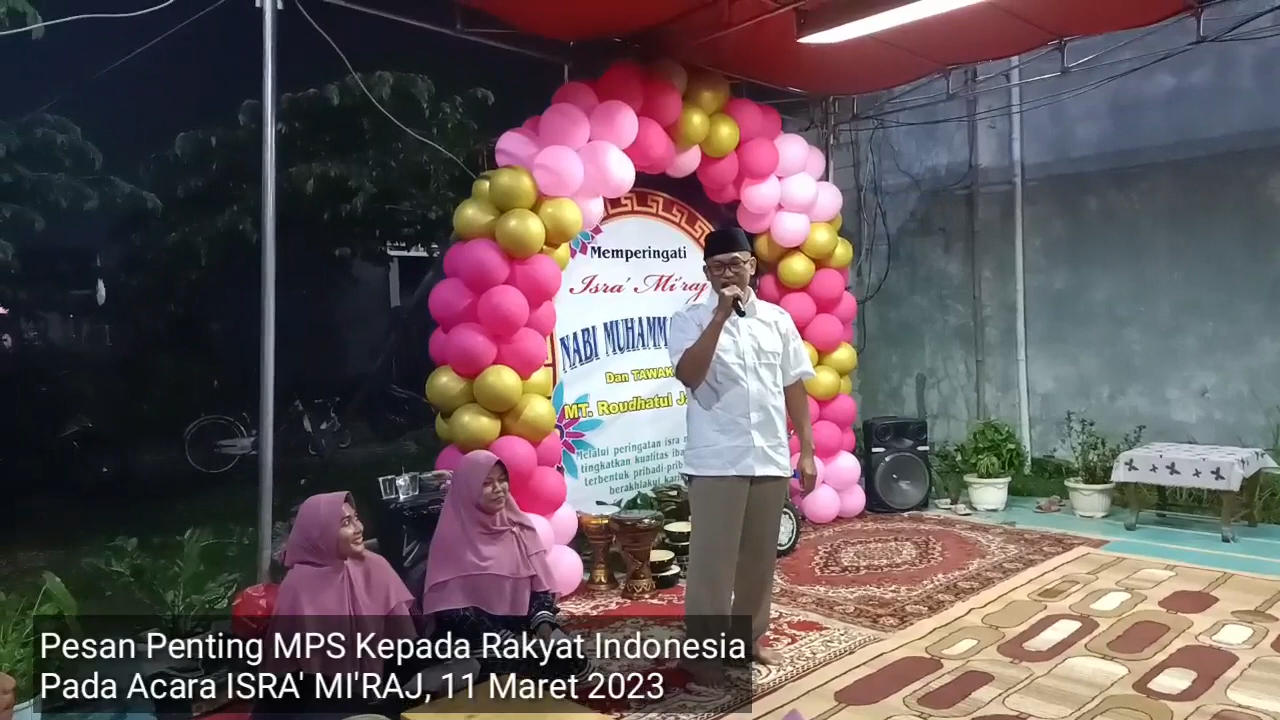 Memperingati
Isra' Mi'raj
NABI MUHAMM
Dan TAWAK
MT. Roudhatul J
Melalui peringatan isra
tingkatkan kualitas iba
terbentuk pribadi-prib
berakhlakul kari
Pesan Penting MPS Kepada Rakyat Indonesia
Pada Acara ISRA' MI'RAJ, 11 Maret 2023